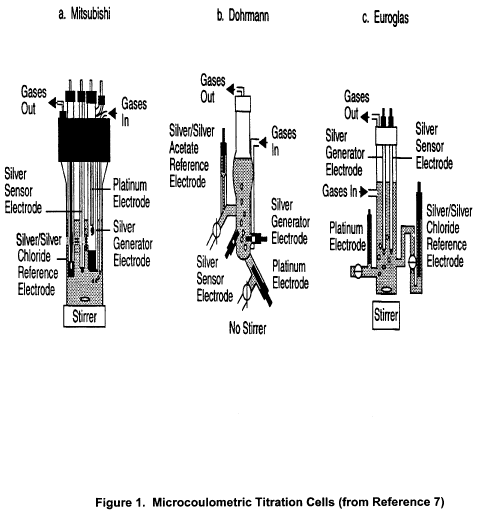 a. Mitsubishi
b. Dohrmann
c. Euroglas
Gases
Out
Gases
In
Silver
Sensor
Electrode
Platinum
Electrode
Silver/Silver
Chloride
Reference
Electrode
Silver
Generator
Electrode
Stirrer
Gases
Out
Silver/Silver
Acetate
Reference
Electrode
Gases
In
Silver
Generator
Electrode
Silver
Sensor
Electrode
Platinum
Electrode
No Stirrer
Gases
Out
Silver
Generator
Electrode
Silver
Sensor
Electrode
Gases In
Platinum
Electrode
Silver/Silver
Chloride
Reference
Electrode
Stirrer
Figure 1. Microcoulometric Titration Cells (from Reference 7)